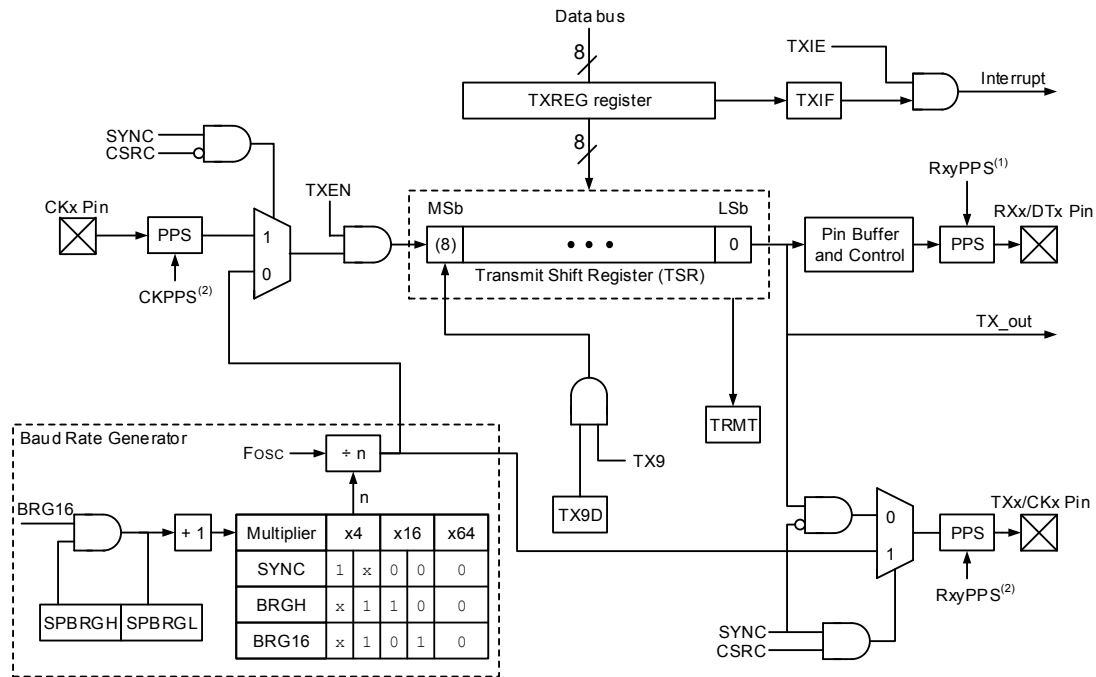 Data bus
8
TXIE
Interrupt
TXREG register
TXIF
SYNC
CSRC
8
RxyPPS(1)
CKx Pin
TXEN
MSb
LSb
RXx/DTx Pin
PPS
1
(8)
• • •
0
Pin Buffer
and Control
PPS
0
Transmit Shift Register (TSR)
CKPPS(2)
TX_out
TRMT
Baud Rate Generator
Fosc
÷ n
TX9
n
TX9D
TXx/CKx Pin
BRG16
+ 1
Multiplier x4 x16 x64
0
PPS
SYNC 1 x 0 0 0
1
BRGH x 1 1 0 0
RxyPPS(2)
SPBRGH SPBRGL
BRG16 x 1 0 1 0
SYNC
CSRC